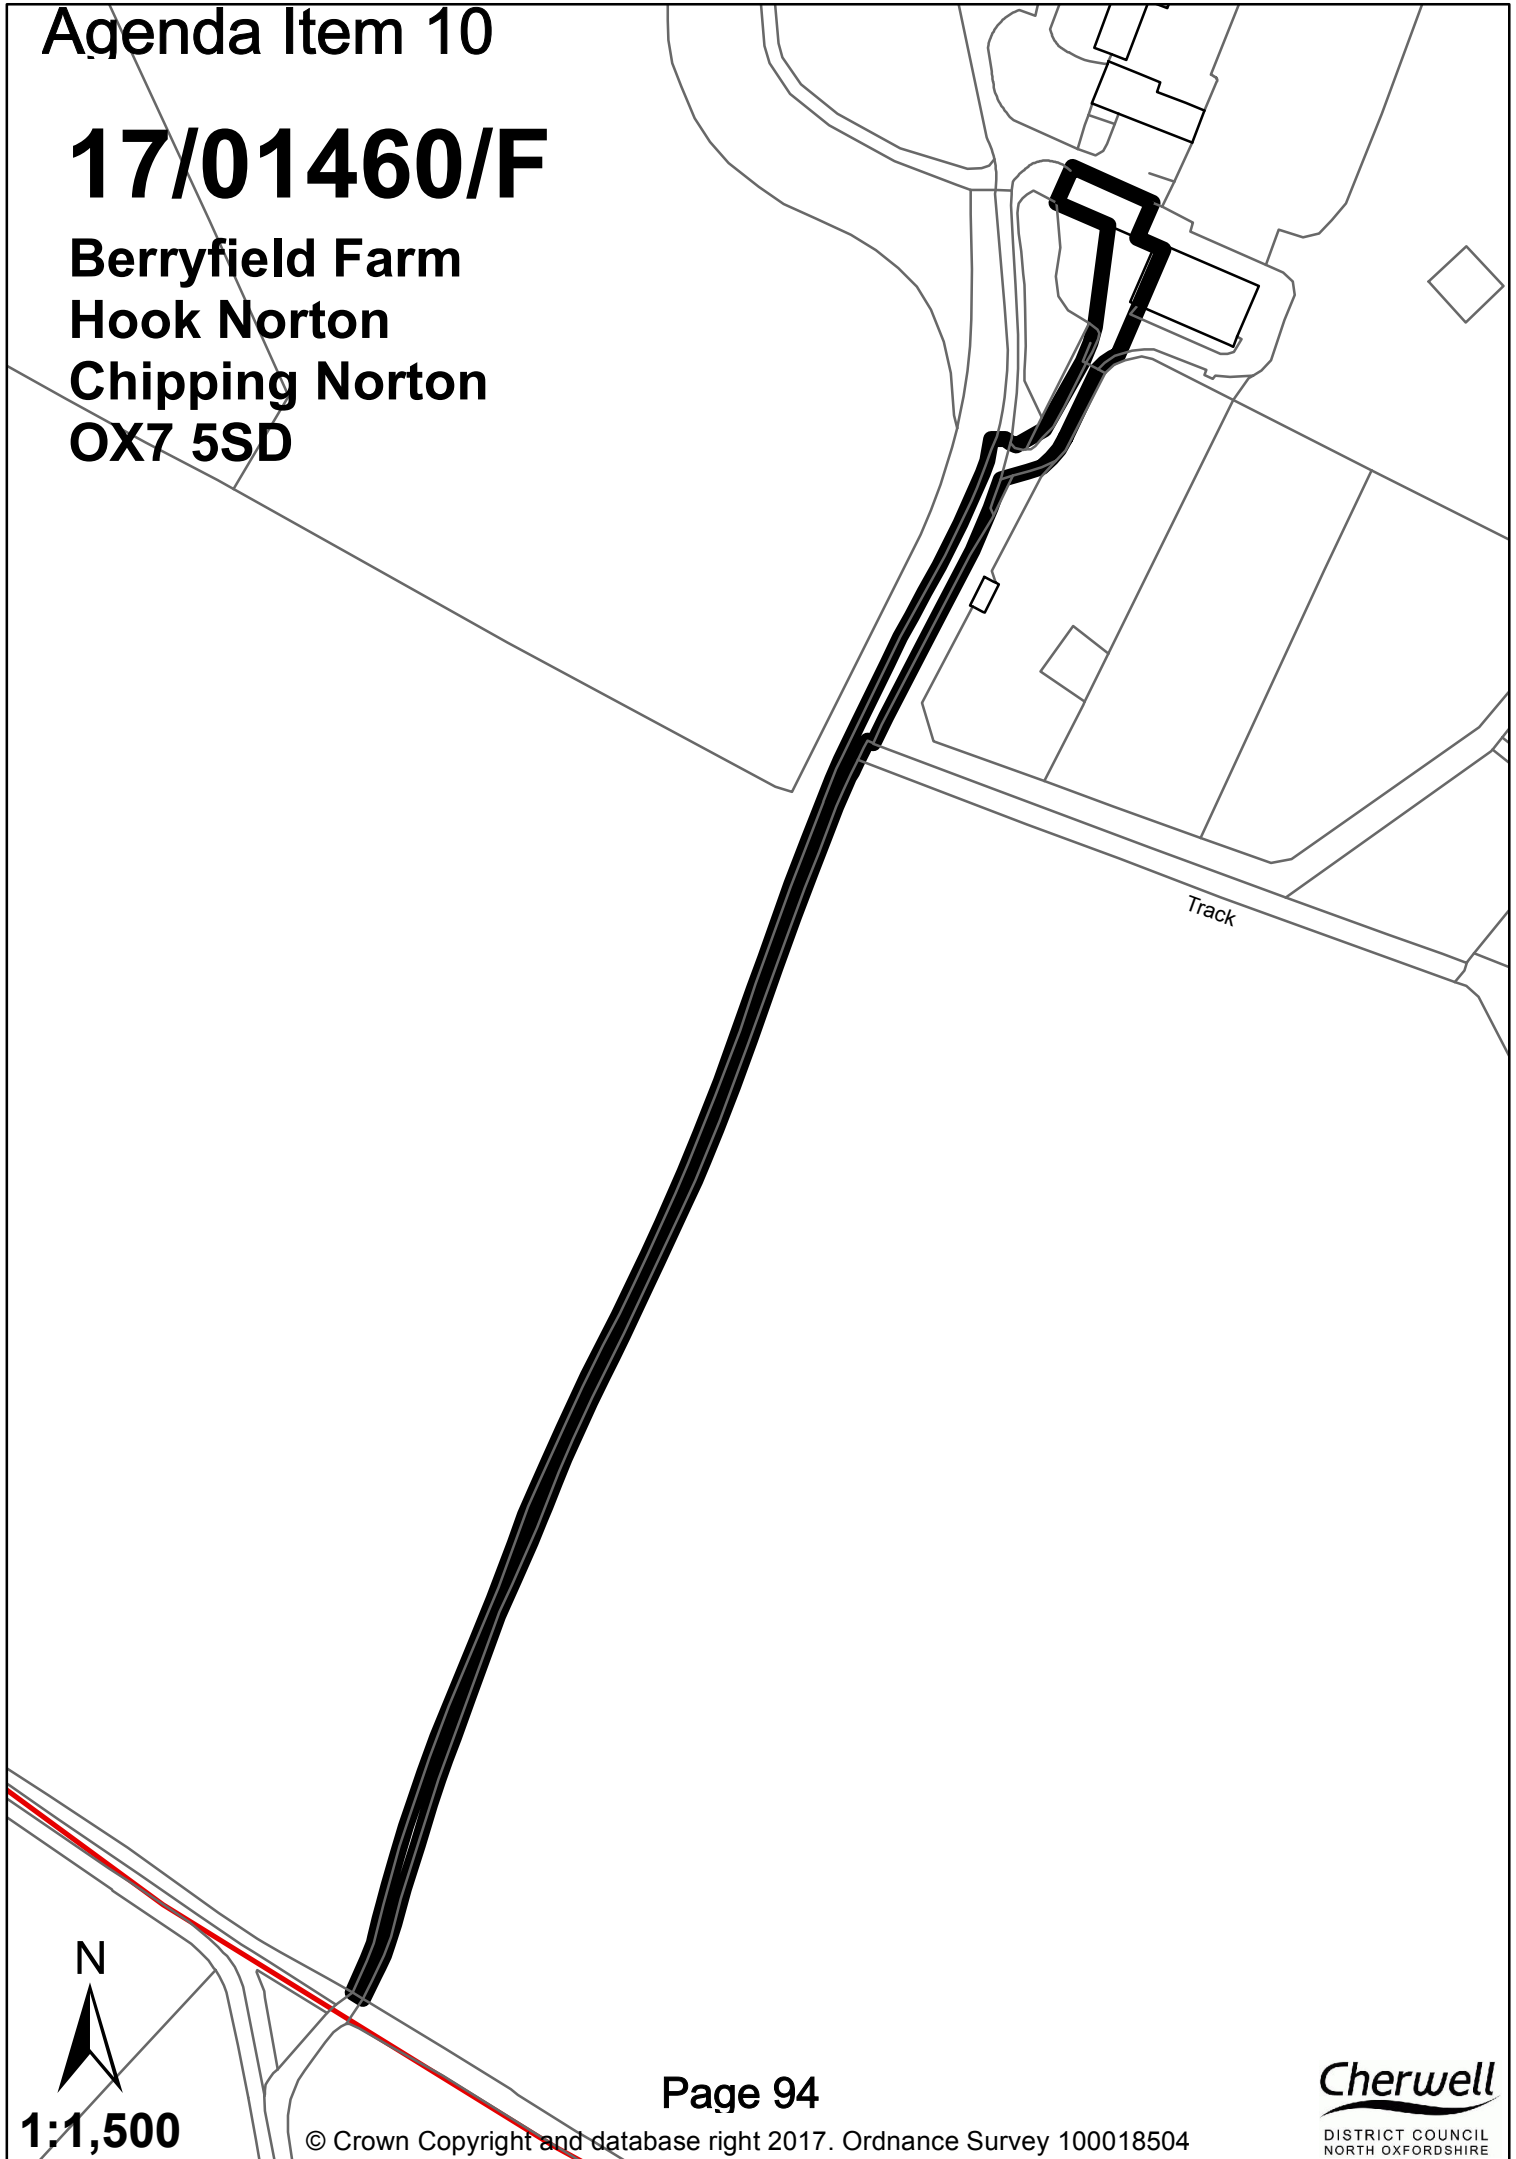 Agenda Item 10
17/01460/F
Berryfield Farm
Hook Norton
Chipping Norton
OX7 5SD
Track
N
1:1,500
Page 94
© Crown Copyright and database right 2017. Ordnance Survey 100018504
Cherwell
DISTRICT COUNCIL
NORTH OXFORDSHIRE